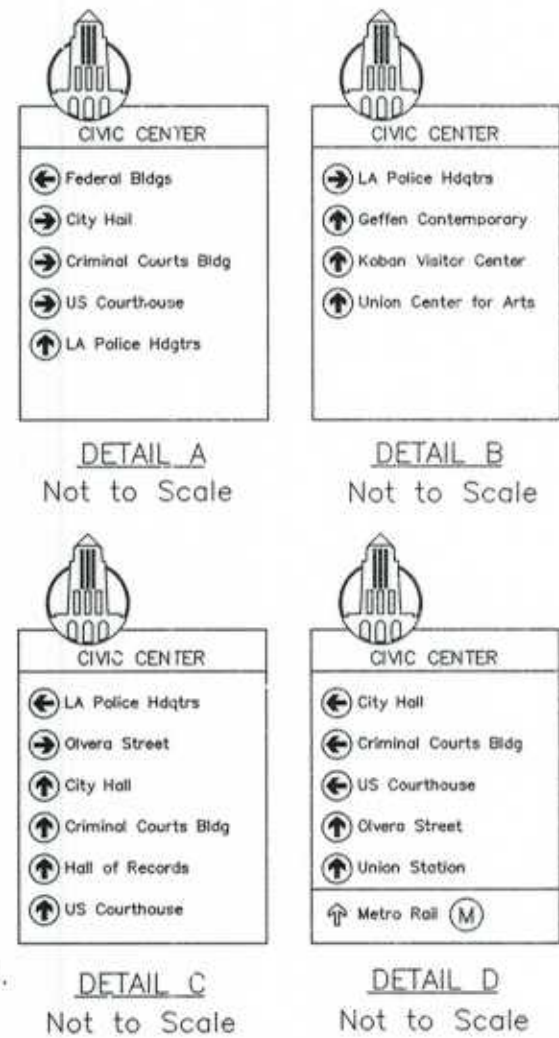 CIVIC CENTER
Federal Bldgs
City Hall
Criminal Courts Bldg
US Courthouse
LA Police Hdqtrs
DETAIL A
Not to Scale
CIVIC CENTER
LA Police Hdqtrs
Geffen Contemporary
Koban Visitor Center
Union Center for Arts
DETAIL B
Not to Scale
CIVIC CENTER
LA Police Hdqtrs
Olvera Street
City Hall
Criminal Courts Bldg
Hall of Records
US Courthouse
DETAIL C
Not to Scale
CIVIC CENTER
City Hall
Criminal Courts Bldg
US Courthouse
Olvera Street
Union Station
Metro Rail M
DETAIL D
Not to Scale